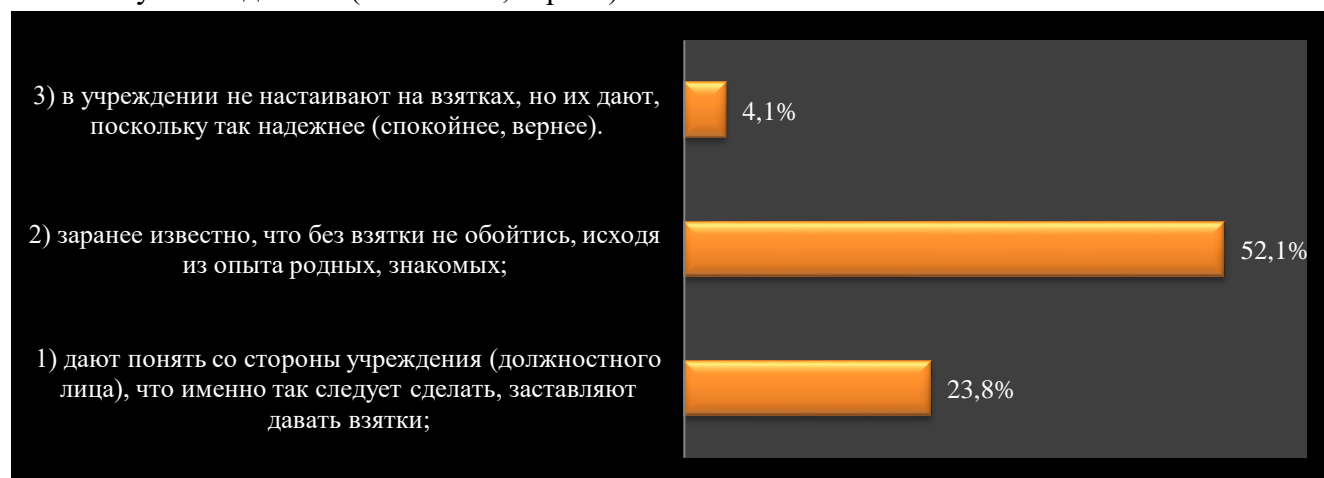 3) в учреждении не настаивают на взятках, но их дают,
поскольку так надежнее (спокойнее, вернее).
4,1%
2) заранее известно, что без взятки не обойтись, исходя
из опыта родных, знакомых;
52,1%
1) дают понять со стороны учреждения (должностного
лица), что именно так следует сделать, заставляют
давать взятки;
23,8%